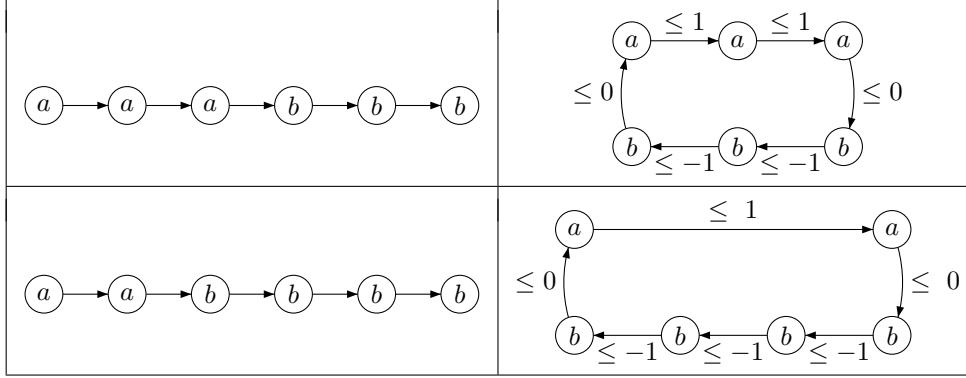 ≤ 1 ≤ 1
a a a
a a a b b b
≤ 0 ≤ 0
b b b
≤ −1 ≤ −1
≤ 1
a a
a a b b b b
≤ 0 ≤ 0
b b b b
≤ −1 ≤ −1 ≤ −1